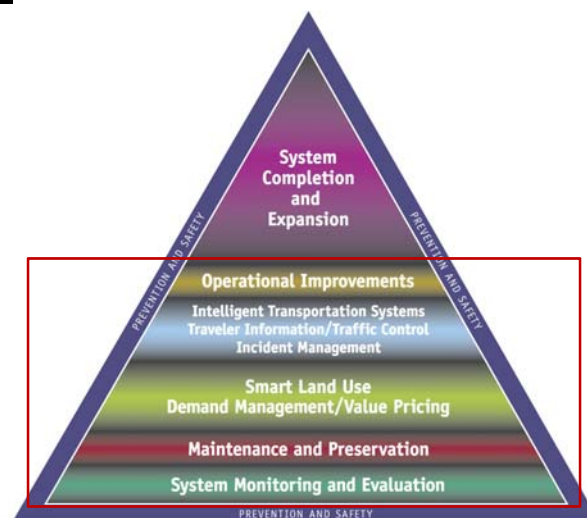 System
Completion
and
Expansion
PREVENTION AND SAFETY
PREVENTION AND SAFETY
Operational Improvements
Intelligent Transportation Systems
Traveler Information/Traffic Control
Incident Management
Smart Land Use
Demand Management/Value Pricing
Maintenance and Preservation
System Monitoring and Evaluation
PREVENTION AND SAFETY